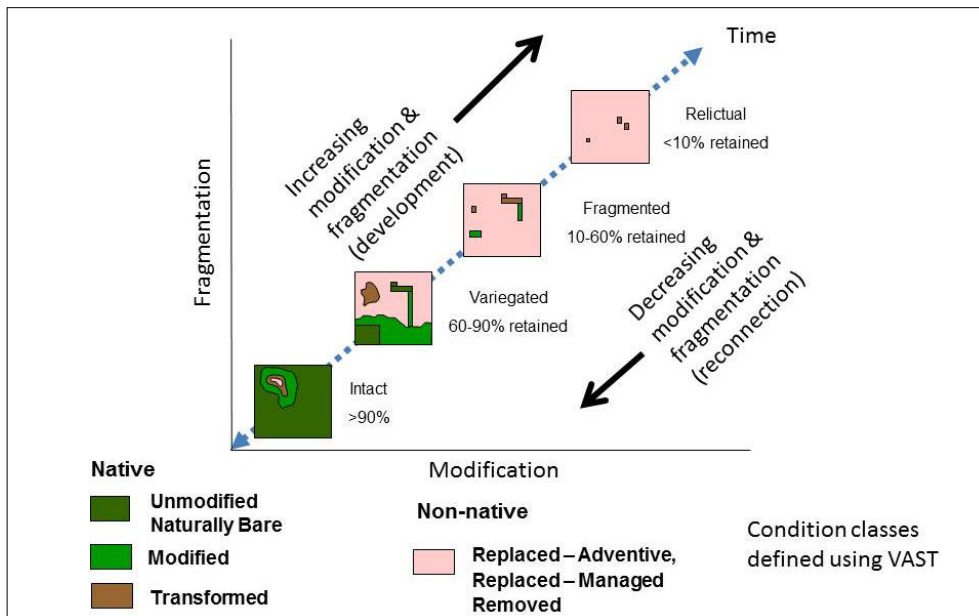 Time
Increasing
modification &
fragmentation
(development)
Relictual
<10% retained
Fragmentation
Fragmented
10-60% retained
Decreasing
modification &
fragmentation
(reconnection)
Variegated
60-90% retained
Intact
>90%
Modification
Native
Unmodified
Naturally Bare
Modified
Transformed
Non-native
Replaced – Adventive,
Replaced – Managed
Removed
Condition classes
defined using VAST